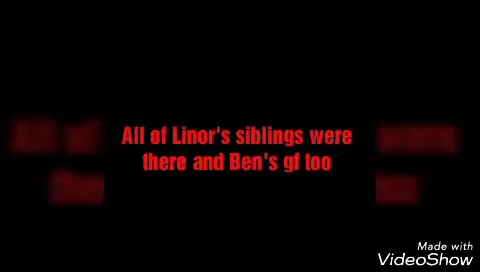 All of Linor's siblings were
there and Ben's gf too
Made with
VideoShow